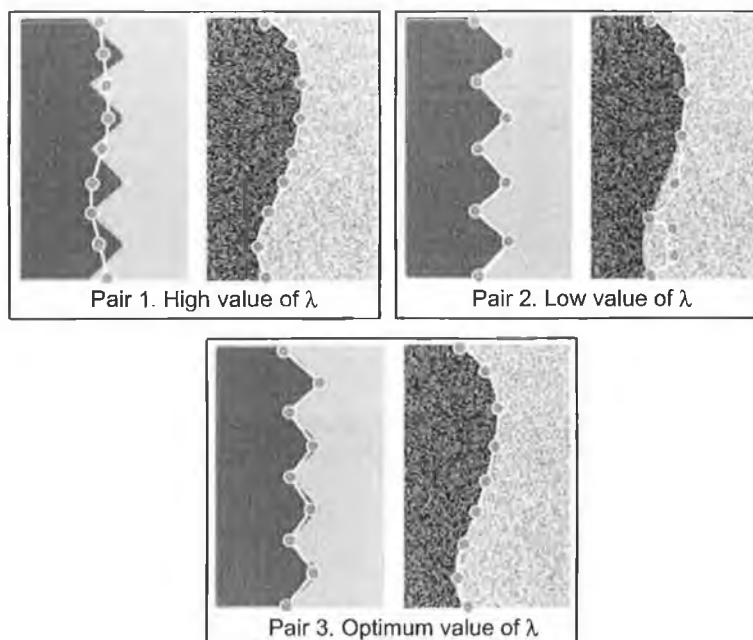 Pair 1. High value of λ
Pair 2. Low value of λ
Pair 3. Optimum value of λ